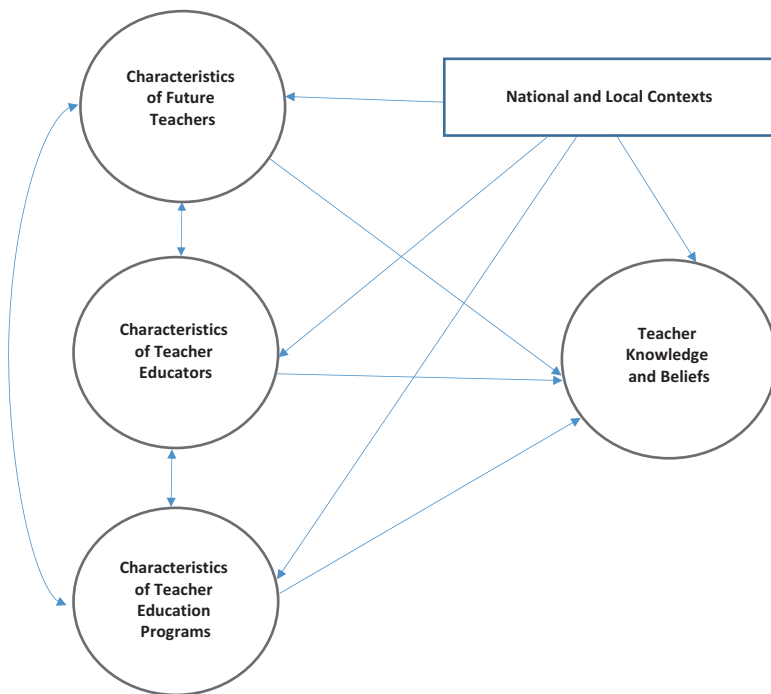 Characteristics
of Future
Teachers
National and Local Contexts
Characteristics
of Teacher
Educators
Teacher
Knowledge
and Beliefs
Characteristics
of Teacher
Education
Programs